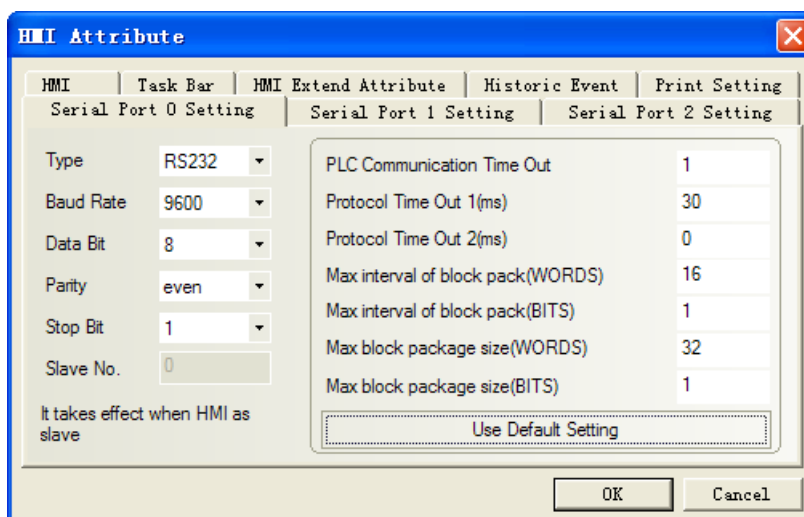 HMI Attribute
HMI
Task Bar
HMI Extend Attribute
Historic Event
Print Setting
Serial Port 0 Setting
Serial Port 1 Setting
Serial Port 2 Setting
Type RS232
Baud Rate 9600
Data Bit 8
Parity even
Stop Bit 1
Slave No. 0
It takes effect when HMI as
slave
PLC Communication Time Out 1
Protocol Time Out 1(ms) 30
Protocol Time Out 2(ms) 0
Max interval of block pack(WORDS) 16
Max interval of block pack(BITS) 1
Max block package size(WORDS) 32
Max block package size(BITS) 1
Use Default Setting
OK
Cancel